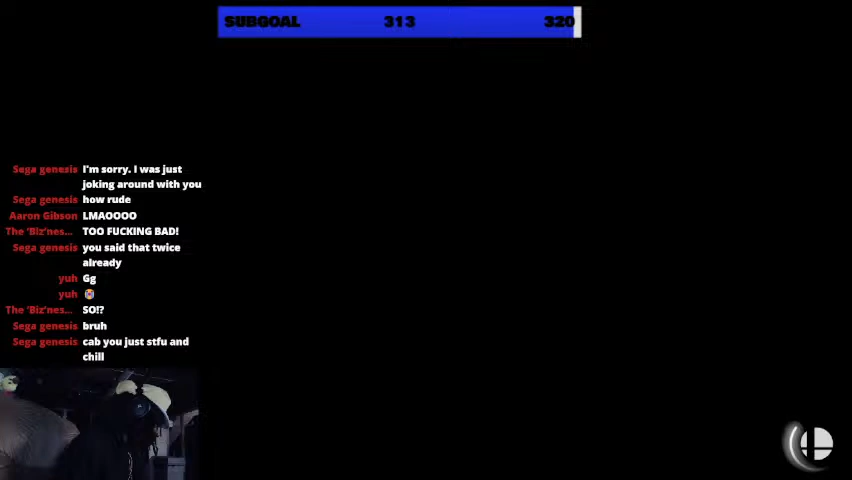 SUBGOAL 313 320
Sega genesis I'm sorry. I was just
joking around with you
Sega genesis how rude
Aaron Gibson LMAOOOO
The 'Biz'nes... TOO FUCKING BAD!
Sega genesis you said that twice
already
yuh Gg
yuh
The 'Biz'nes... SO!?
Sega genesis bruh
Sega genesis cab you just stfu and
chill